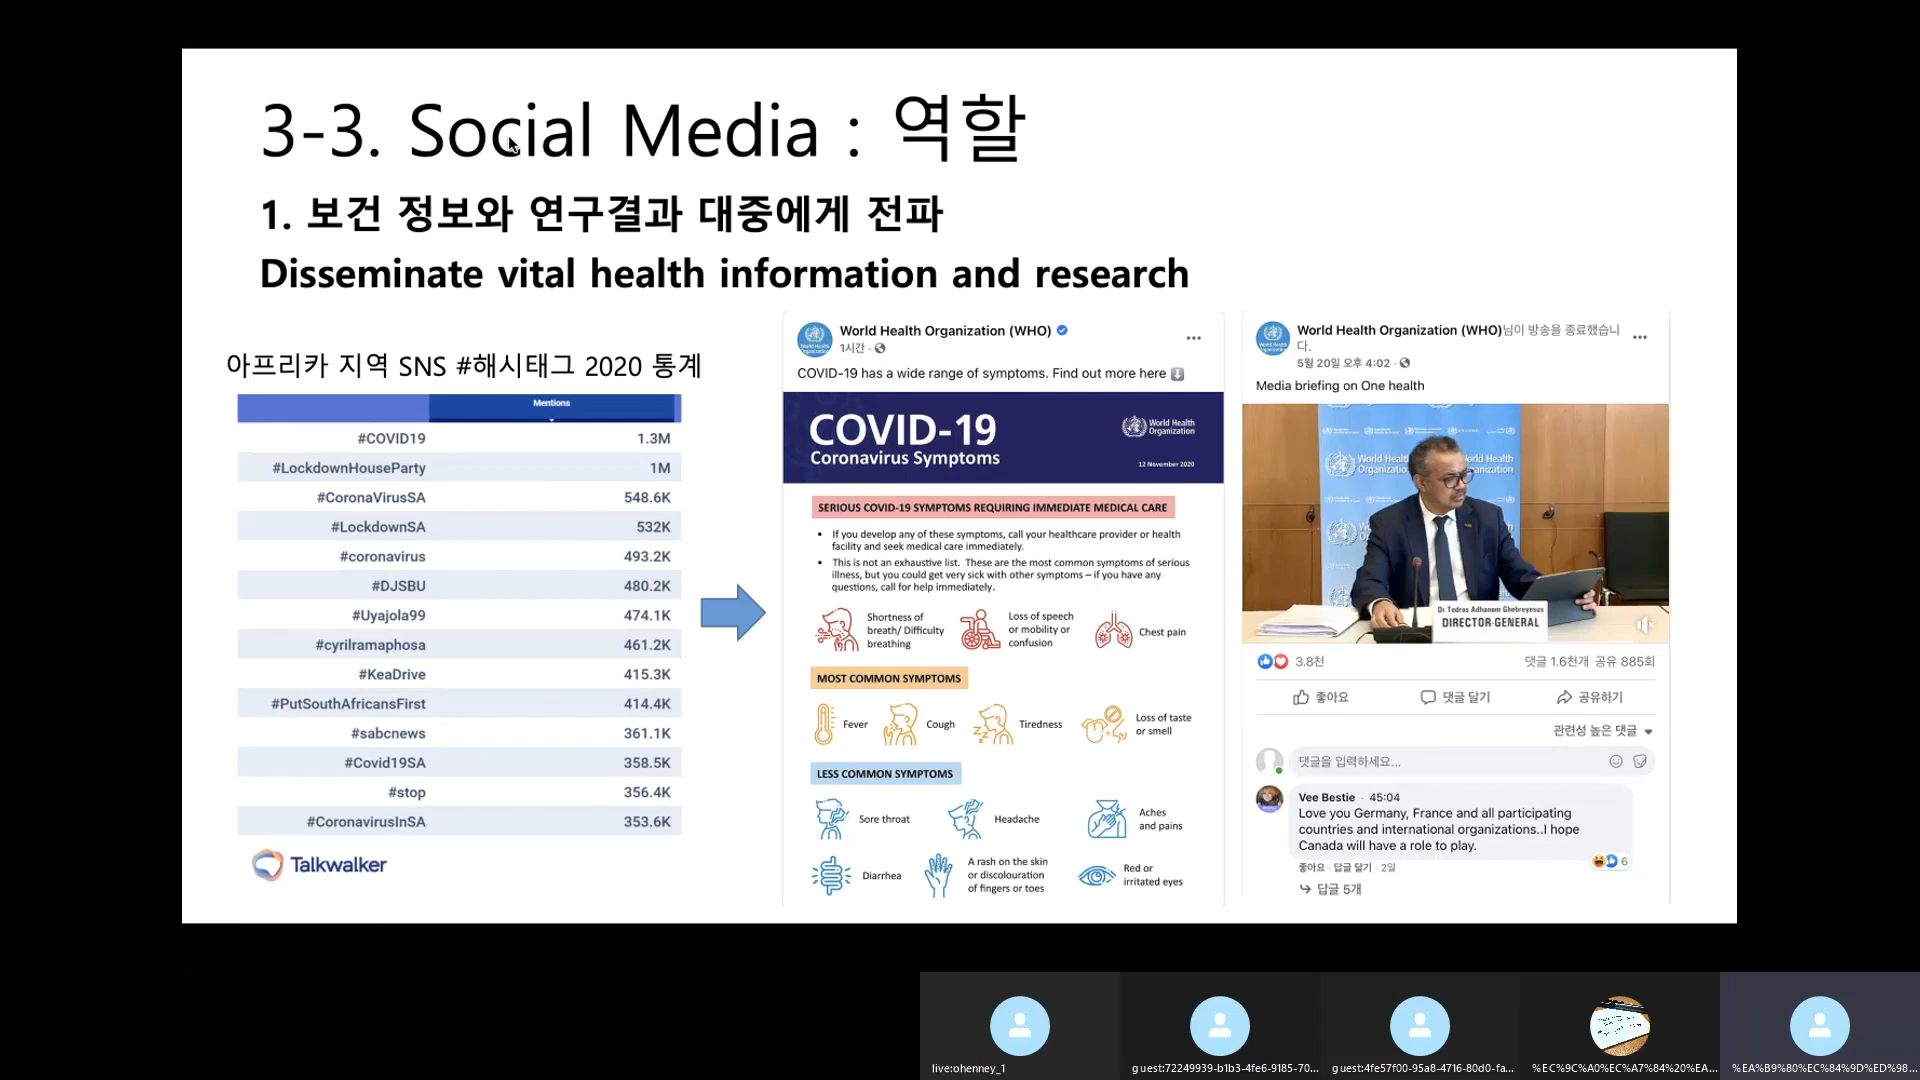 3-3. Social Media : 역할
1. 보건 정보와 연구결과 대중에게 전파
Disseminate vital health information and research
아프리카 지역 SNS #해시태그 2020 통계
Mentions
#COVID19 1.3M
#LockdownHouseParty 1M
#CoronaVirusSA 548.6K
#LockdownSA 532K
#coronavirus 493.2K
#DJSBU 480.2K
#Uyajola99 474.1K
#cyrilramaphosa 461.2K
#KeaDrive 415.3K
#PutSouthAfricansFirst 414.4K
#sabcnews 361.1K
#Covid19SA 358.5K
#stop 356.4K
#CoronavirusInSA 353.6K
Talkwalker
World Health Organization (WHO)
1시간 ·
COVID-19 has a wide range of symptoms. Find out more here
COVID-19
Coronavirus Symptoms
World Health
Organization
12 November 2020
SERIOUS COVID-19 SYMPTOMS REQUIRING IMMEDIATE MEDICAL CARE
• If you develop any of these symptoms, call your healthcare provider or health
facility and seek medical care immediately.
• This is not an exhaustive list. These are the most common symptoms of serious
illness, but you could get very sick with other symptoms – if you have any
questions, call for help immediately.
Shortness of
breath/ Difficulty
breathing
Loss of speech
or mobility or
confusion
Chest pain
MOST COMMON SYMPTOMS
Fever
Cough
Tiredness
Loss of taste
or smell
LESS COMMON SYMPTOMS
Sore throat
Headache
Aches
and pains
Diarrhea
A rash on the skin
or discolouration
of fingers or toes
Red or
irritated eyes
World Health Organization (WHO)님이 방송을 종료했습니
다.
5월 20일 오후 4:02 ·
Media briefing on One health
Dr Tedros Adhanom Ghebreyesus
DIRECTOR-GENERAL
3.8천
댓글 1.6천개 공유 885회
좋아요
댓글 달기
공유하기
관련성 높은 댓글
댓글을 입력하세요...
Vee Bestie · 45:04
Love you Germany, France and all participating
countries and international organizations..I hope
Canada will have a role to play.
6
좋아요 · 답글 달기 · 2일
답글 5개
live:ohenney_1
guest:72249939-b1b3-4fe6-9185-70...
guest:4fe57f00-95a8-4716-80d0-fa...
%EC%9C%A0%EC%A7%84%20%EA...
%EA%B9%80%EC%84%9D%ED%98...